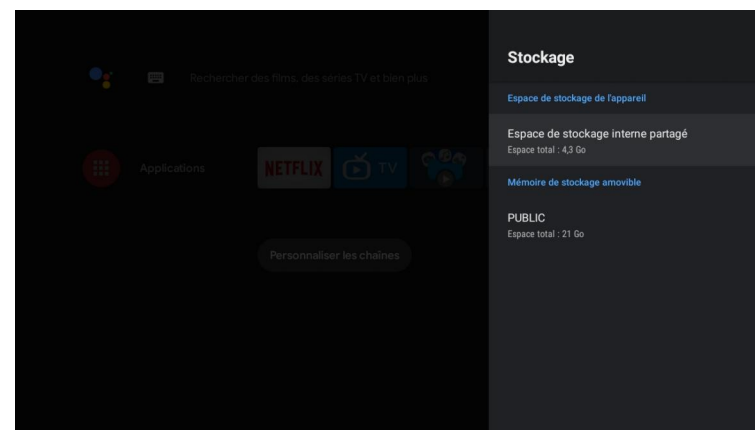 Rechercher des films, des séries TV et bien plus
Applications
NETFLIX
TV
Personnaliser les chaînes
Stockage
Espace de stockage de l'appareil
Espace de stockage interne partagé
Espace total : 4,3 Go
Mémoire de stockage amovible
PUBLIC
Espace total : 21 Go